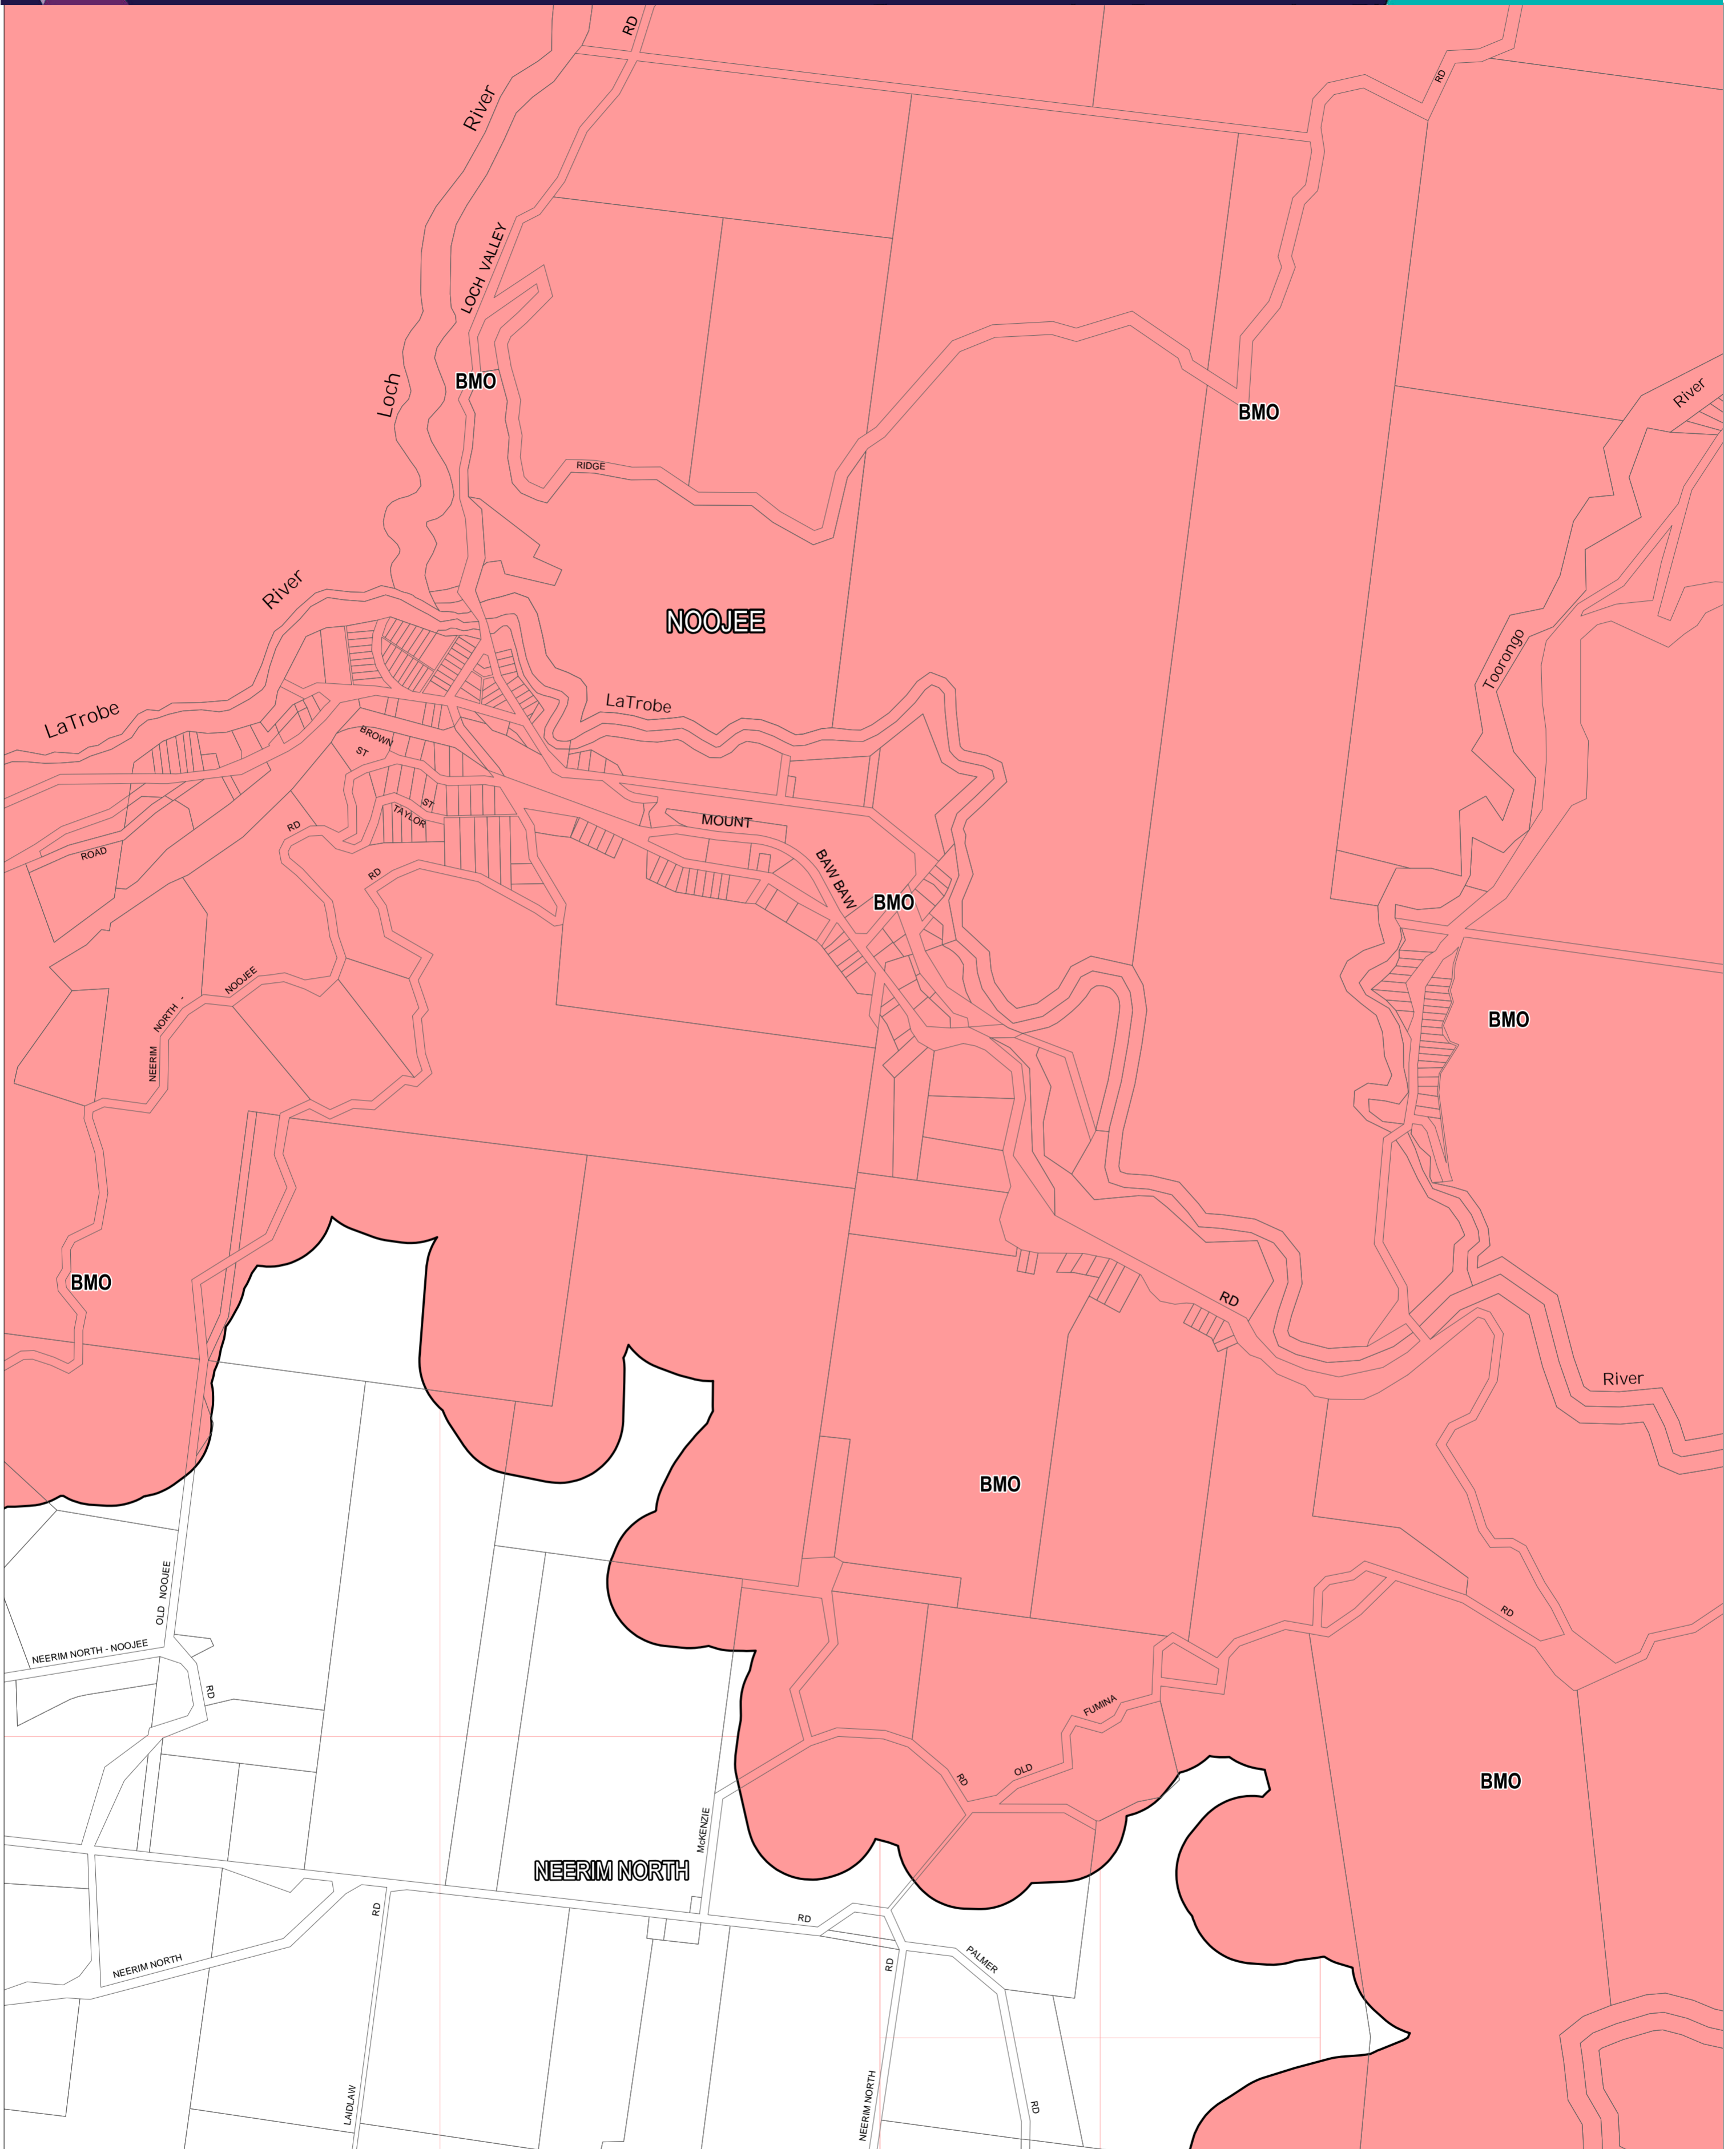 RD
RD
River
LOCH VALLEY
Loch
BMO
BMO
River
RIDGE
River
NOOJEE
Toorongo
LaTrobe
LaTrobe
BROWN
ST
ST
TAYLOR
MOUNT
RD
ROAD
RD
BAW BAW
BMO
NOOJEE
NORTH -
NEERIM
BMO
BMO
RD
River
BMO
OLD NOOJEE
RD
NEERIM NORTH - NOOJEE
RD
FUMINA
OLD
RD
BMO
McKENZIE
NEERIM NORTH
RD
RD
PALMER
NEERIM NORTH
RD
LAIDLAW
NEERIM NORTH
RD